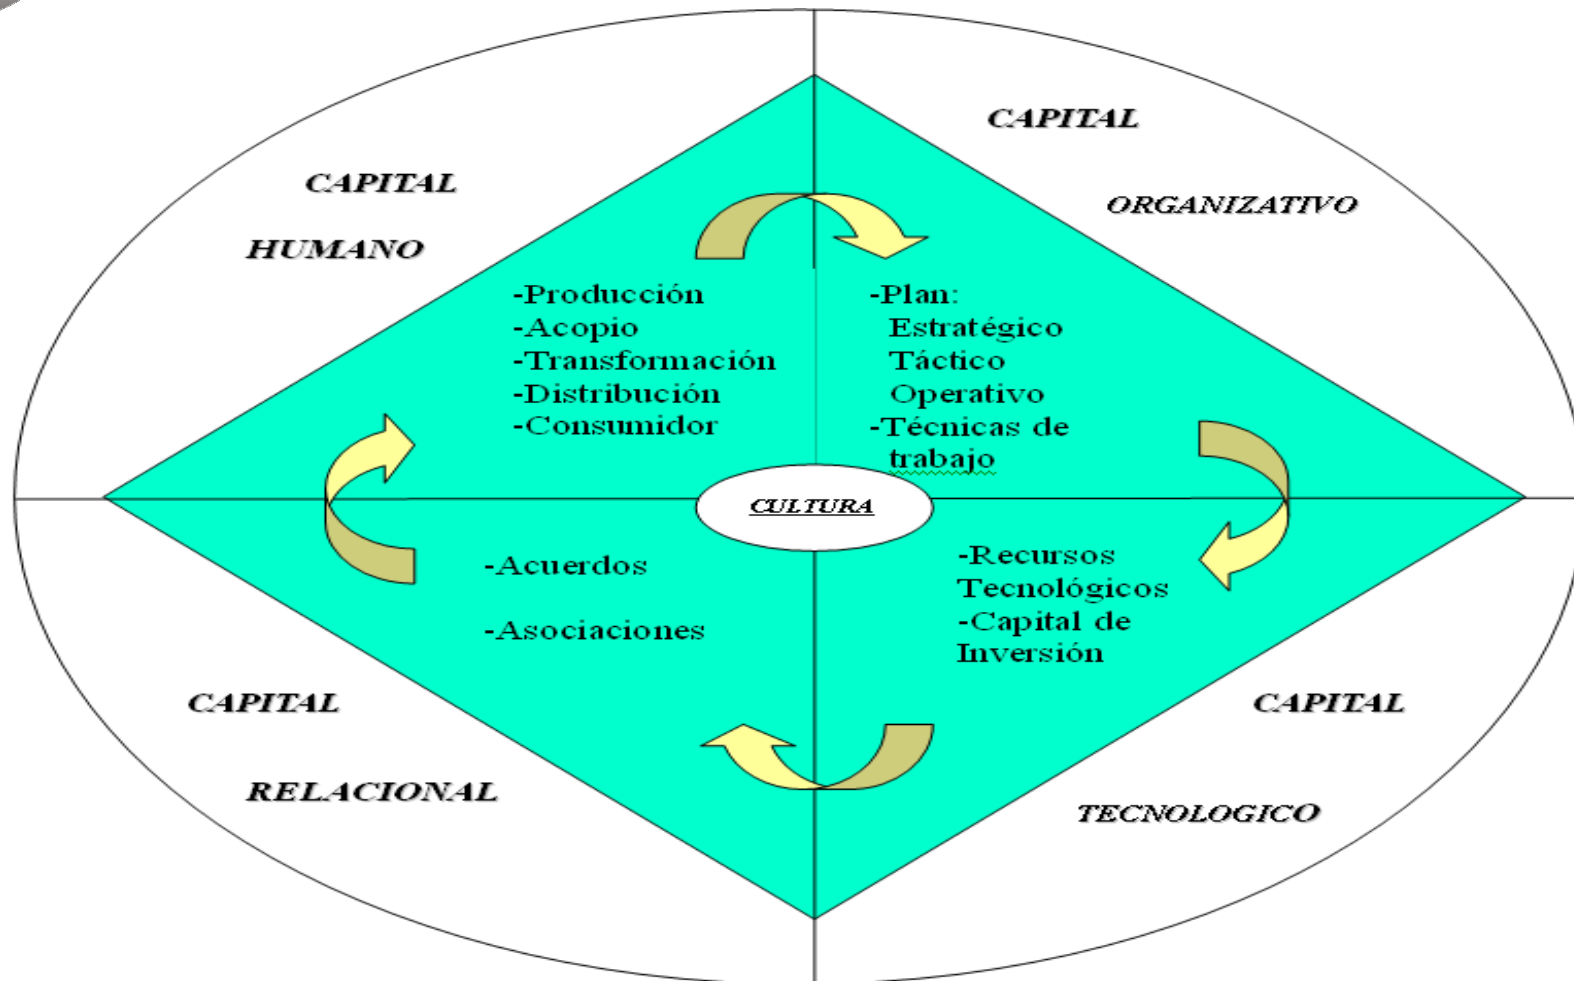 CAPITAL
HUMANO
CAPITAL
ORGANIZATIVO
-Producción
-Acopio
-Transformación
-Distribución
-Consumidor
-Plan:
Estratégico
Táctico
Operativo
-Técnicas de
trabajo
CULTURA
-Acuerdos
-Asociaciones
-Recursos
Tecnológicos
-Capital de
Inversión
CAPITAL
RELACIONAL
CAPITAL
TECNOLOGICO